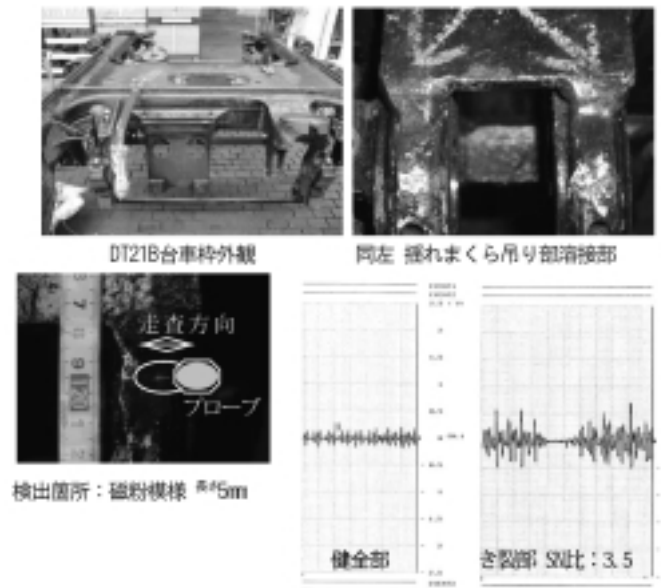 DT21B台車枠外観
同左 揺れまくら吊り部溶接部
走査方向
プローブ
検出箇所：磁粉模様 長さ5mm
健全部
き裂部 SN比：3.5